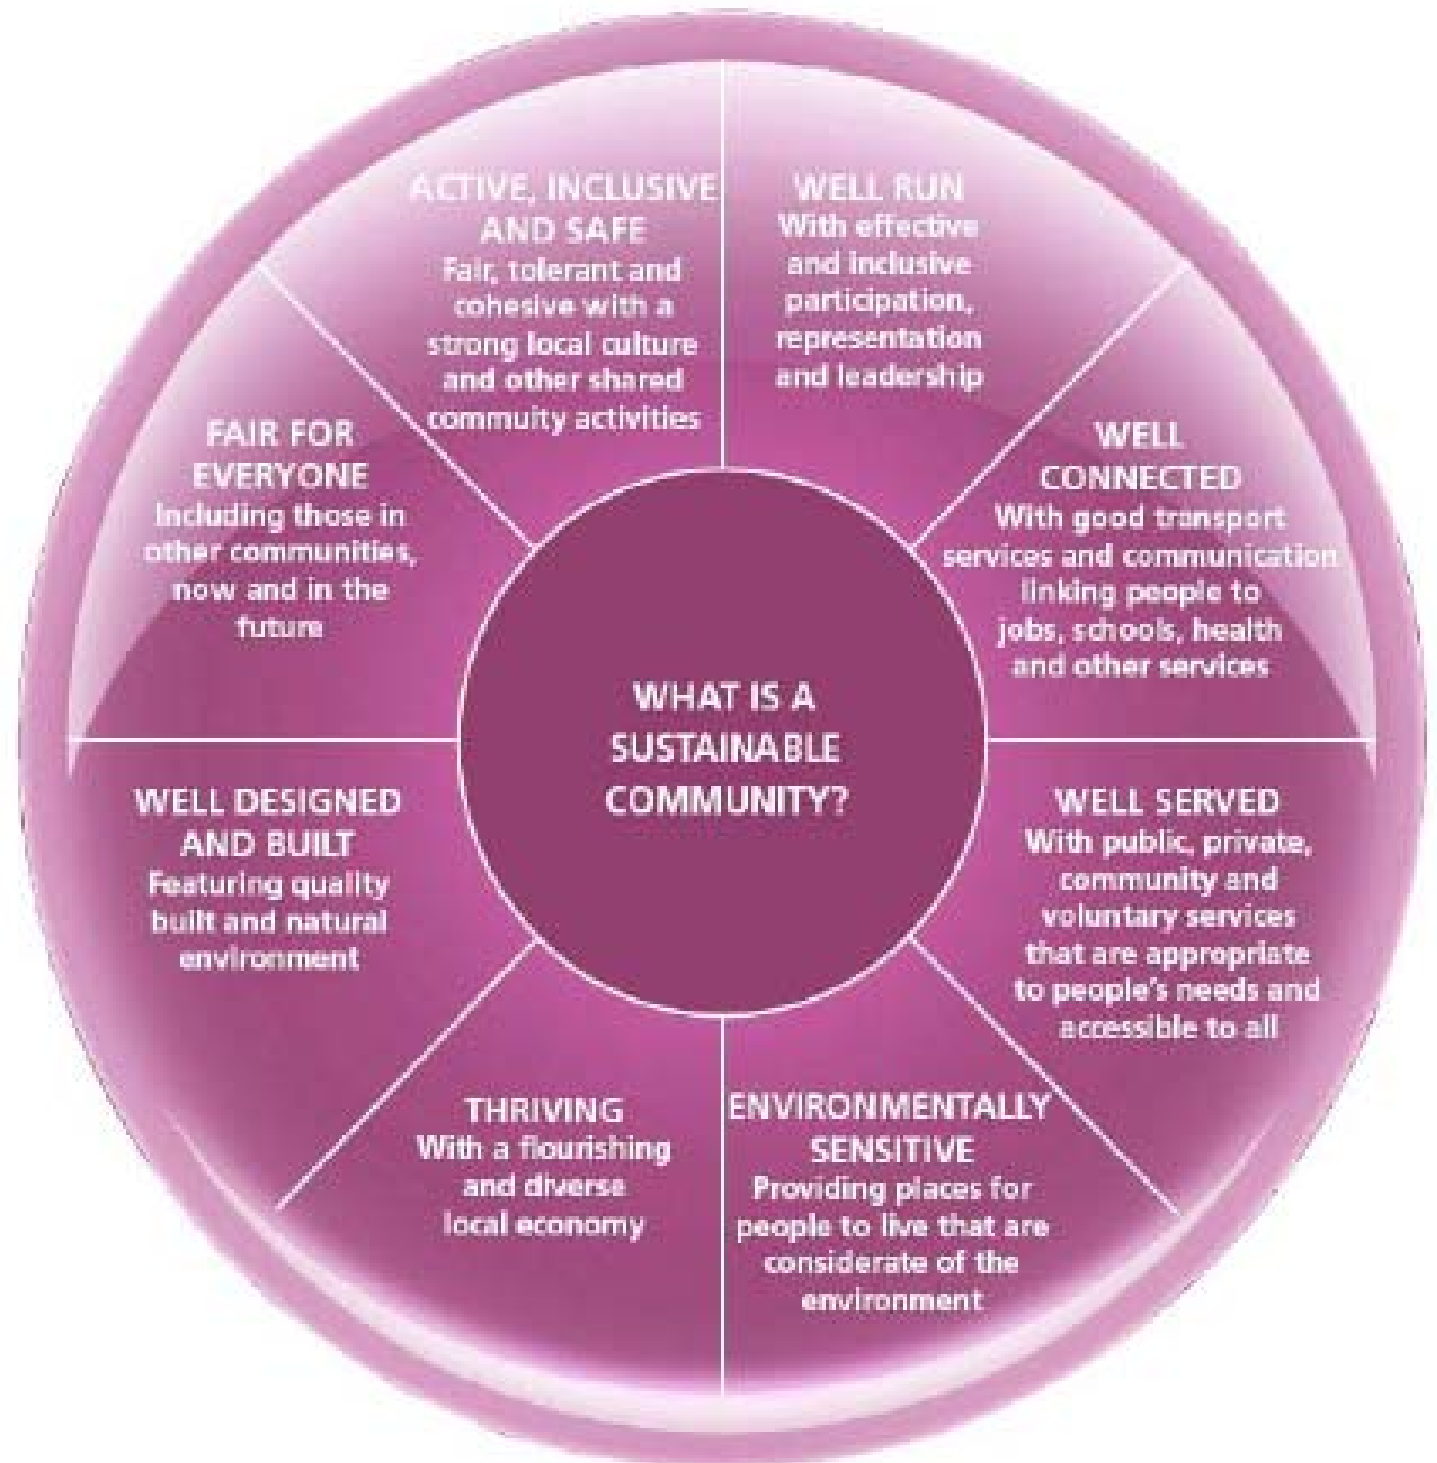 ACTIVE, INCLUSIVE
AND SAFE
Fair, tolerant and
cohesive with a
strong local culture
and other shared
commuity activities
WELL RUN
With effective
and inclusive
participation,
representation
and leadership
WELL
CONNECTED
With good transport
services and communication
linking people to
jobs, schools, health
and other services
WELL SERVED
With public, private,
community and
voluntary services
that are appropriate
to people's needs and
accessible to all
ENVIRONMENTALLY
SENSITIVE
Providing places for
people to live that are
considerate of the
environment
THRIVING
With a flourishing
and diverse
local economy
WELL DESIGNED
AND BUILT
Featuring quality
built and natural
environment
FAIR FOR
EVERYONE
Including those in
other communities,
now and in the
future
WHAT IS A
SUSTAINABLE
COMMUNITY?